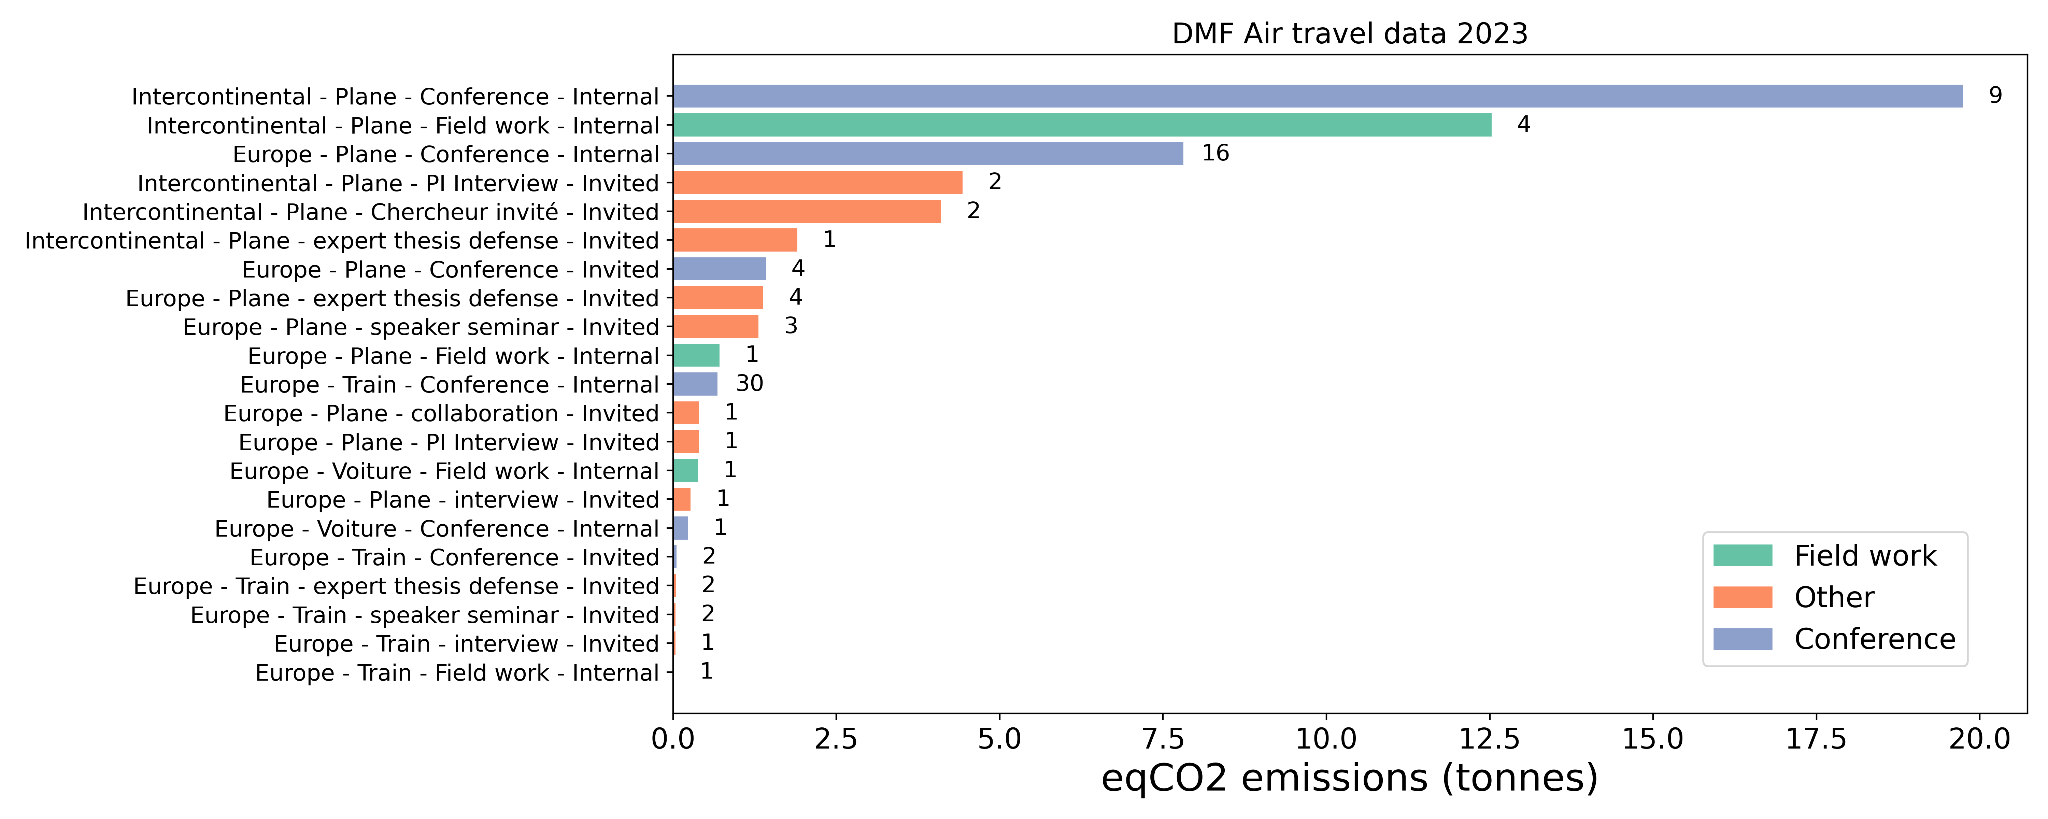 DMF Air travel data 2023
Intercontinental - Plane - Conference - Internal 9
Intercontinental - Plane - Field work - Internal 4
Europe - Plane - Conference - Internal 16
Intercontinental - Plane - PI Interview - Invited 2
Intercontinental - Plane - Chercheur invité - Invited 2
Intercontinental - Plane - expert thesis defense - Invited 1
Europe - Plane - Conference - Invited 4
Europe - Plane - expert thesis defense - Invited 4
Europe - Plane - speaker seminar - Invited 3
Europe - Plane - Field work - Internal 1
Europe - Train - Conference - Internal 30
Europe - Plane - collaboration - Invited 1
Europe - Plane - PI Interview - Invited 1
Europe - Voiture - Field work - Internal 1
Europe - Plane - interview - Invited 1
Europe - Voiture - Conference - Internal 1
Europe - Train - Conference - Invited 2
Europe - Train - expert thesis defense - Invited 2
Europe - Train - speaker seminar - Invited 2
Europe - Train - interview - Invited 1
Europe - Train - Field work - Internal 1
Field work
Other
Conference
0.0 2.5 5.0 7.5 10.0 12.5 15.0 17.5 20.0
eqCO2 emissions (tonnes)